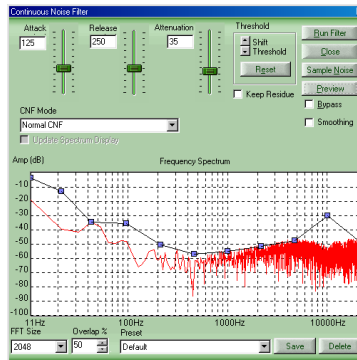 Continuous Noise Filter
Attack Release Attenuation Threshold
125 250 35
Shift Threshold
Reset
Keep Residue
Run Filter
Close
Sample Noise
Preview
Bypass
Smoothing
CNF Mode
Normal CNF
Update Spectrum Display
Amp (dB) Frequency Spectrum
-10
-20
-30
-40
-50
-60
-70
-80
-90
-100
11Hz 100Hz 1000Hz 10000Hz
FFT Size Overlap % Preset
2048 50 Default Save Delete